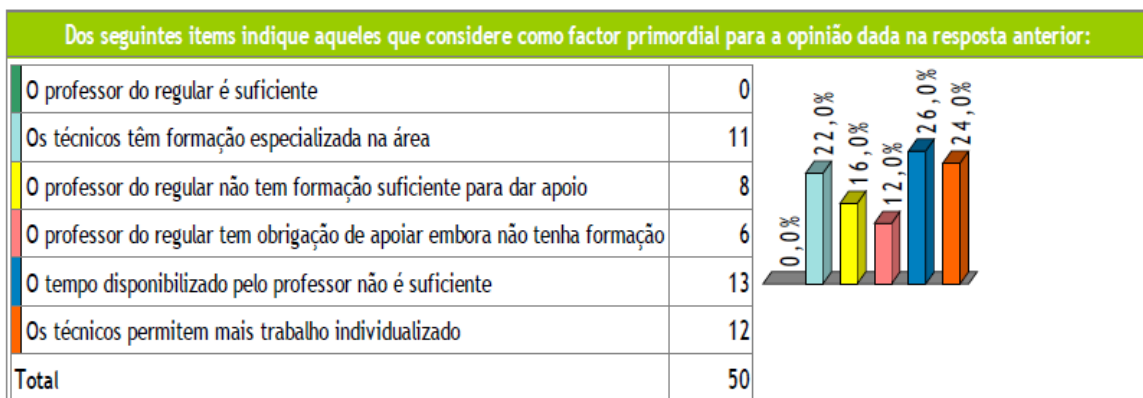 Dos seguintes items indique aqueles que considere como factor primordial para a opinião dada na resposta anterior:
O professor do regular é suficiente 0
Os técnicos têm formação especializada na área 11
O professor do regular não tem formação suficiente para dar apoio 8
O professor do regular tem obrigação de apoiar embora não tenha formação 6
O tempo disponibilizado pelo professor não é suficiente 13
Os técnicos permitem mais trabalho individualizado 12
Total 50
0,0%
22,0%
16,0%
12,0%
26,0%
24,0%